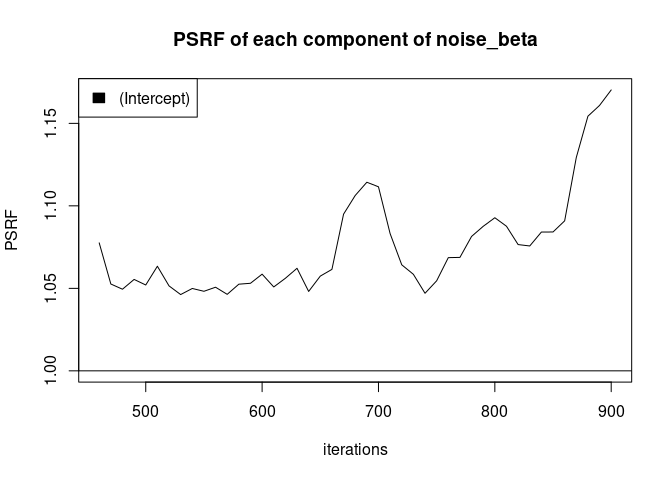 PSRF of each component of noise_beta
(Intercept)
PSRF
1.15
1.10
1.05
1.00
500 600 700 800 900
iterations